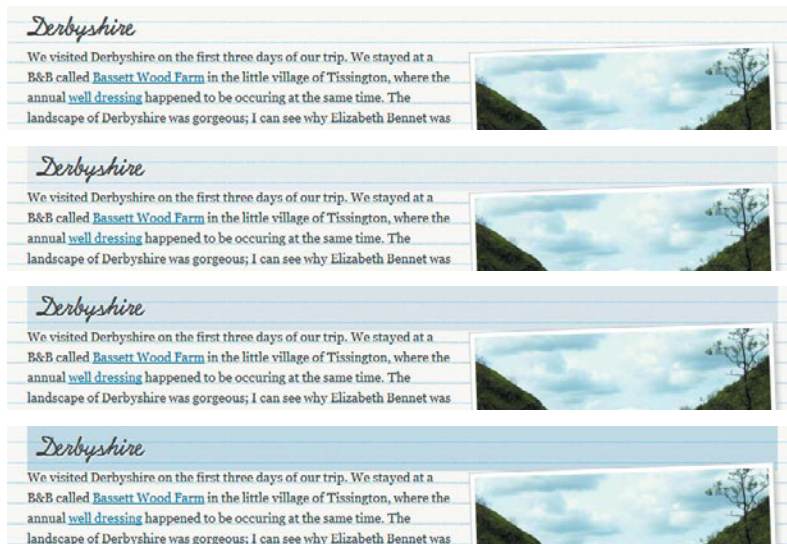 Derbyshire
We visited Derbyshire on the first three days of our trip. We stayed at a
B&B called Bassett Wood Farm in the little village of Tissington, where the
annual well dressing happened to be occuring at the same time. The
landscape of Derbyshire was gorgeous; I can see why Elizabeth Bennet was
Derbyshire
We visited Derbyshire on the first three days of our trip. We stayed at a
B&B called Bassett Wood Farm in the little village of Tissington, where the
annual well dressing happened to be occuring at the same time. The
landscape of Derbyshire was gorgeous; I can see why Elizabeth Bennet was
Derbyshire
We visited Derbyshire on the first three days of our trip. We stayed at a
B&B called Bassett Wood Farm in the little village of Tissington, where the
annual well dressing happened to be occuring at the same time. The
landscape of Derbyshire was gorgeous; I can see why Elizabeth Bennet was
Derbyshire
We visited Derbyshire on the first three days of our trip. We stayed at a
B&B called Bassett Wood Farm in the little village of Tissington, where the
annual well dressing happened to be occuring at the same time. The
landscape of Derbyshire was gorgeous; I can see why Elizabeth Bennet was